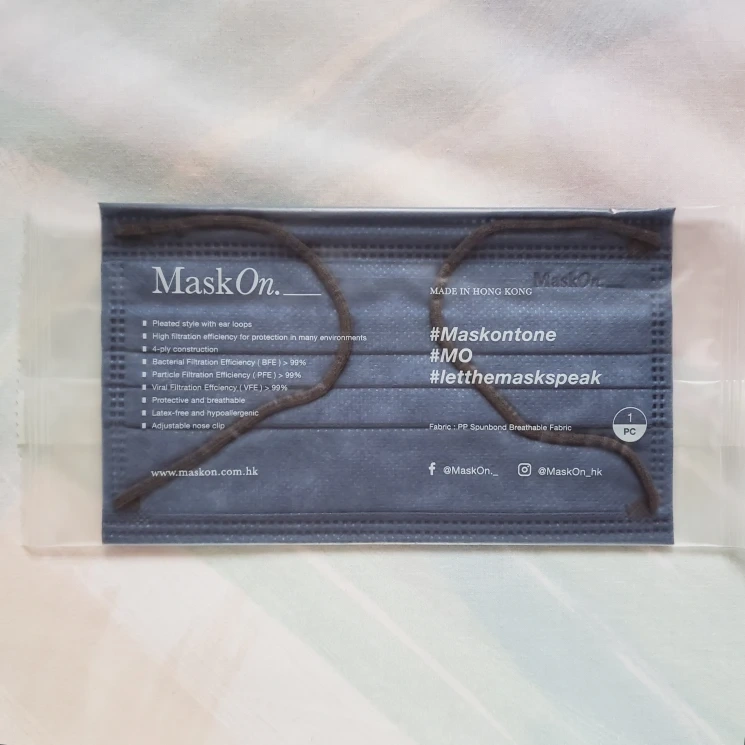 MaskOn.__
Pleated style with ear loops
High filtration efficiency for protection in many environments
4-ply construction
Bacterial Filtration Efficiency ( BFE ) > 99%
Particle Filtration Efficiency ( PFE ) > 99%
Viral Filtration Effciency ( VFE ) > 99%
Protective and breathable
Latex-free and hypoallergenic
Adjustable nose clip
www.maskon.com.hk
MaskOn.__
MADE IN HONG KONG
#Maskontone
#MO
#letthemaskspeak
1
PC
Fabric : PP Spunbond Breathable Fabric
@MaskOn._
@MaskOn_hk